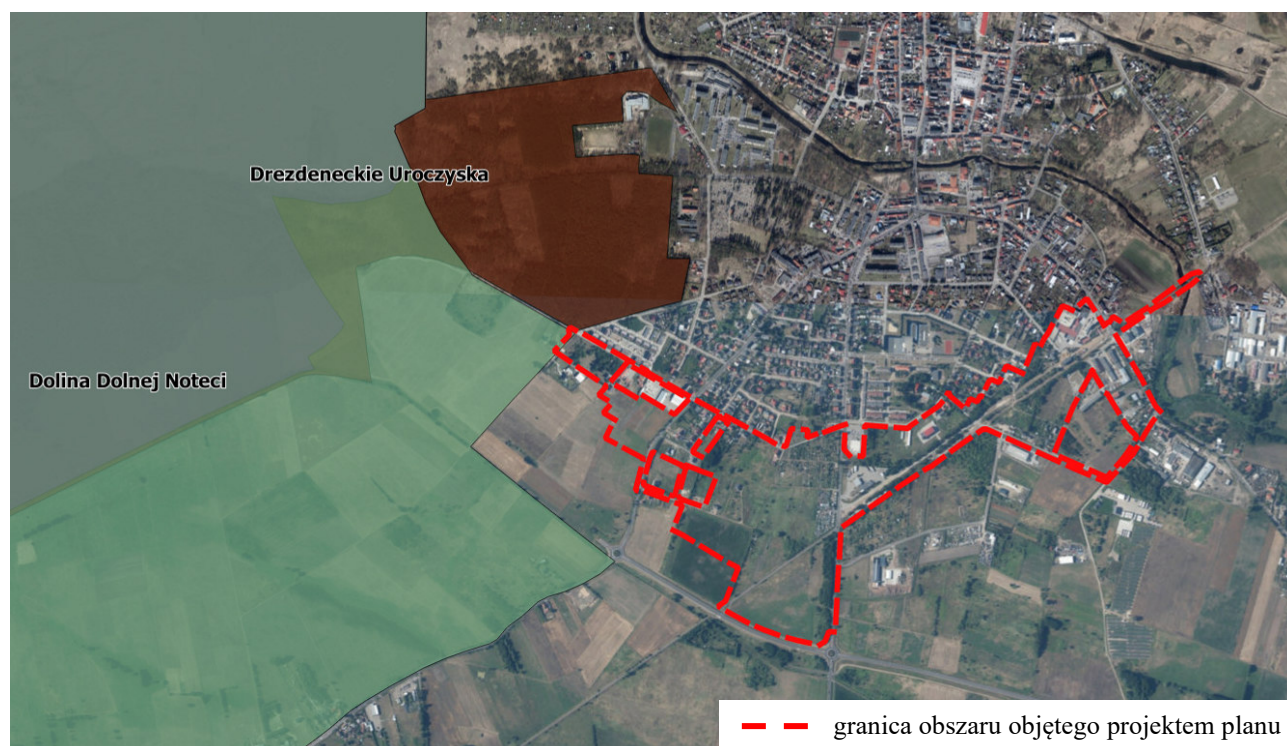 Drezdeneckie Uroczyska
Dolina Dolnej Noteci
granica obszaru objętego projektem planu